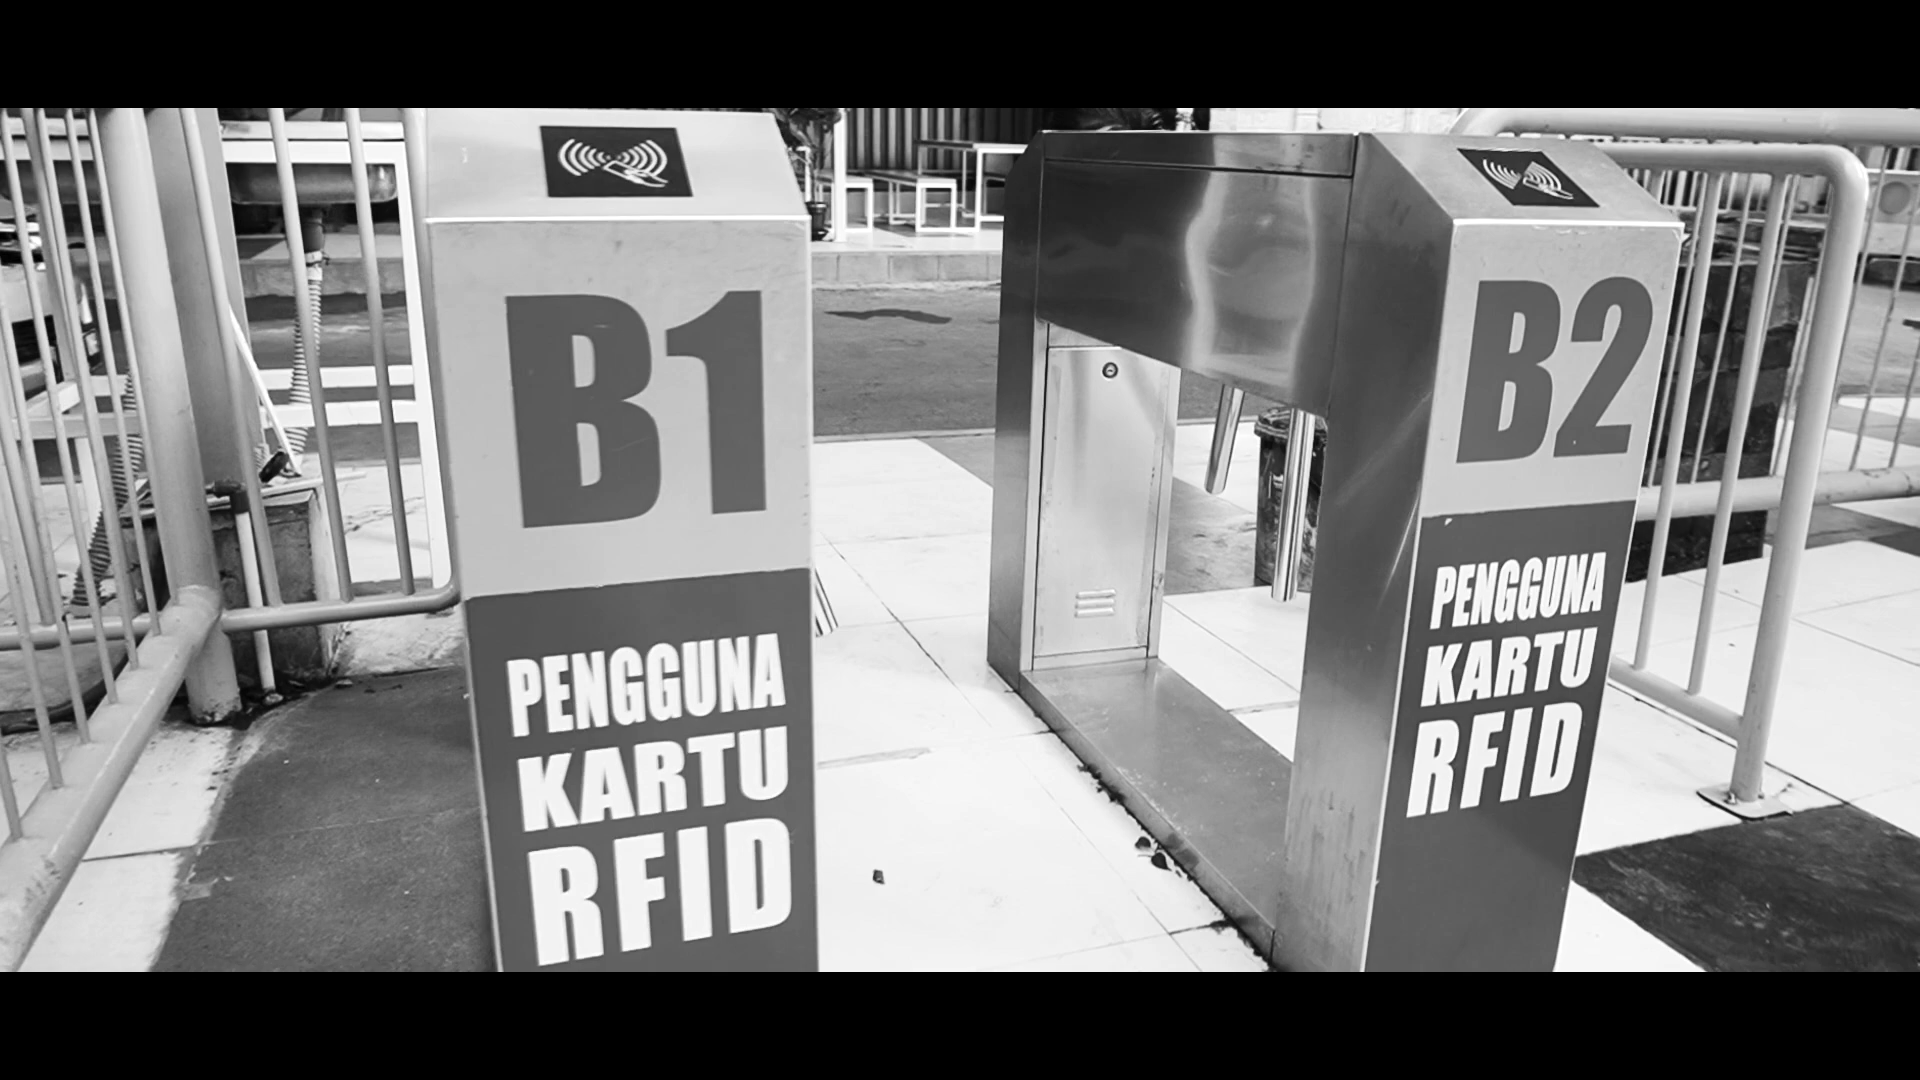 B1
PENGGUNA
KARTU
RFID
B2
PENGGUNA
KARTU
RFID